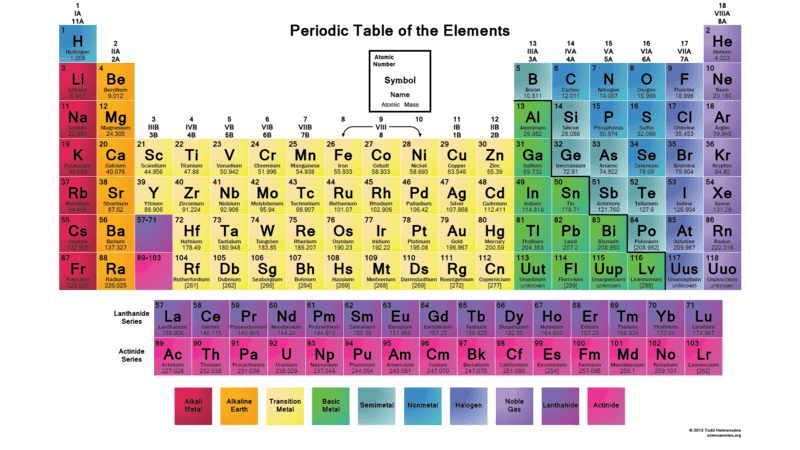 Periodic Table of the Elements
1 18
IA VIIIA
11A 8A
2 13 14 15 16 17
IIA IIIA IVA VA VIA VIIA
2A 3A 4A 5A 6A 7A
3 4 5 6 7 8 9 10 11 12
IIIB IVB VB VIB VIIB VIII IB IIB
3B 4B 5B 6B 7B 8 1B 2B
Atomic
Number
Symbol
Name
Atomic Mass
1 2
H He
Hydrogen Helium
1.008 4.003
3 4 5 6 7 8 9 10
Li Be B C N O F Ne
Lithium Beryllium Boron Carbon Nitrogen Oxygen Fluorine Neon
9.012 10.811 12.011 14.007 15.999 18.998 20.180
11 12 13 14 15 16 17 18
Na Mg Al Si P S Cl Ar
Sodium Magnesium Aluminum Silicon Phosphorus Sulfur Chlorine Argon
24.305 26.982 28.086 30.974 35.453 39.948
19 20 21 22 23 24 25 26 27 28 29 30 31 32 33 34 35 36
K Ca Sc Ti V Cr Mn Fe Co Ni Cu Zn Ga Ge As Se Br Kr
Potassium Calcium Scandium Titanium Vanadium Chromium Manganese Iron Cobalt Nickel Copper Zinc Gallium Germanium Arsenic Selenium Bromine Krypton
40.078 44.956 47.88 50.942 51.996 54.938 55.933 58.933 58.693 63.546 65.39 69.732 72.61 74.922 78.09 79.904 84.80
37 38 39 40 41 42 43 44 45 46 47 48 49 50 51 52 53 54
Rb Sr Y Zr Nb Mo Tc Ru Rh Pd Ag Cd In Sn Sb Te I Xe
Rubidium Strontium Yttrium Zirconium Niobium Molybdenum Technetium Ruthenium Rhodium Palladium Silver Cadmium Indium Tin Antimony Tellurium Iodine Xenon
87.62 88.906 91.224 92.906 95.94 98.907 101.07 102.906 106.42 107.868 112.411 114.818 118.71 121.760 127.6 126.904 131.29
55 56 57-71 72 73 74 75 76 77 78 79 80 81 82 83 84 85 86
Cs Ba Hf Ta W Re Os Ir Pt Au Hg Tl Pb Bi Po At Rn
Cesium Barium Hafnium Tantalum Tungsten Rhenium Osmium Iridium Platinum Gold Mercury Thallium Lead Bismuth Polonium Astatine Radon
132.905 137.327 178.49 180.948 183.85 186.207 190.23 192.22 195.08 196.967 200.59 204.383 207.2 208.980 [208.982] 209.987 222.018
87 88 89-103 104 105 106 107 108 109 110 111 112 113 114 115 116 117 118
Fr Ra Rf Db Sg Bh Hs Mt Ds Rg Cn Uut Fl Uup Lv Uus Uuo
Francium Radium Rutherfordium Dubnium Seaborgium Bohrium Hassium Meitnerium Darmstadtium Roentgenium Copernicium Ununtrium Flerovium Ununpentium Livermorium Ununseptium Ununoctium
223.020 226.025 [261] [262] [266] [264] [269] [268] [269] [272] [277] unknown [289] unknown [298] unknown unknown
Lanthanide
Series
57 58 59 60 61 62 63 64 65 66 67 68 69 70 71
La Ce Pr Nd Pm Sm Eu Gd Tb Dy Ho Er Tm Yb Lu
Lanthanum Cerium Praseodymium Neodymium Promethium Samarium Europium Gadolinium Terbium Dysprosium Holmium Erbium Thulium Ytterbium Lutetium
138.906 140.115 140.908 144.24 144.913 150.36 151.966 157.25 158.925 162.50 164.930 167.26 168.934 173.04 174.967
Actinide
Series
89 90 91 92 93 94 95 96 97 98 99 100 101 102 103
Ac Th Pa U Np Pu Am Cm Bk Cf Es Fm Md No Lr
Actinium Thorium Protactinium Uranium Neptunium Plutonium Americium Curium Berkelium Californium Einsteinium Fermium Mendelevium Nobelium Lawrencium
227.028 232.038 231.036 238.029 237.048 244.064 243.061 247.070 247.070 251.080 [254] 257.095 258.1 259.101 [262]
Alkali
Metal
Alkaline
Earth
Transition
Metal
Basic
Metal
Semimetal
Nonmetal
Halogen
Noble
Gas
Lanthanide
Actinide
© 2013 Todd Helmenstine
sciencenotes.org